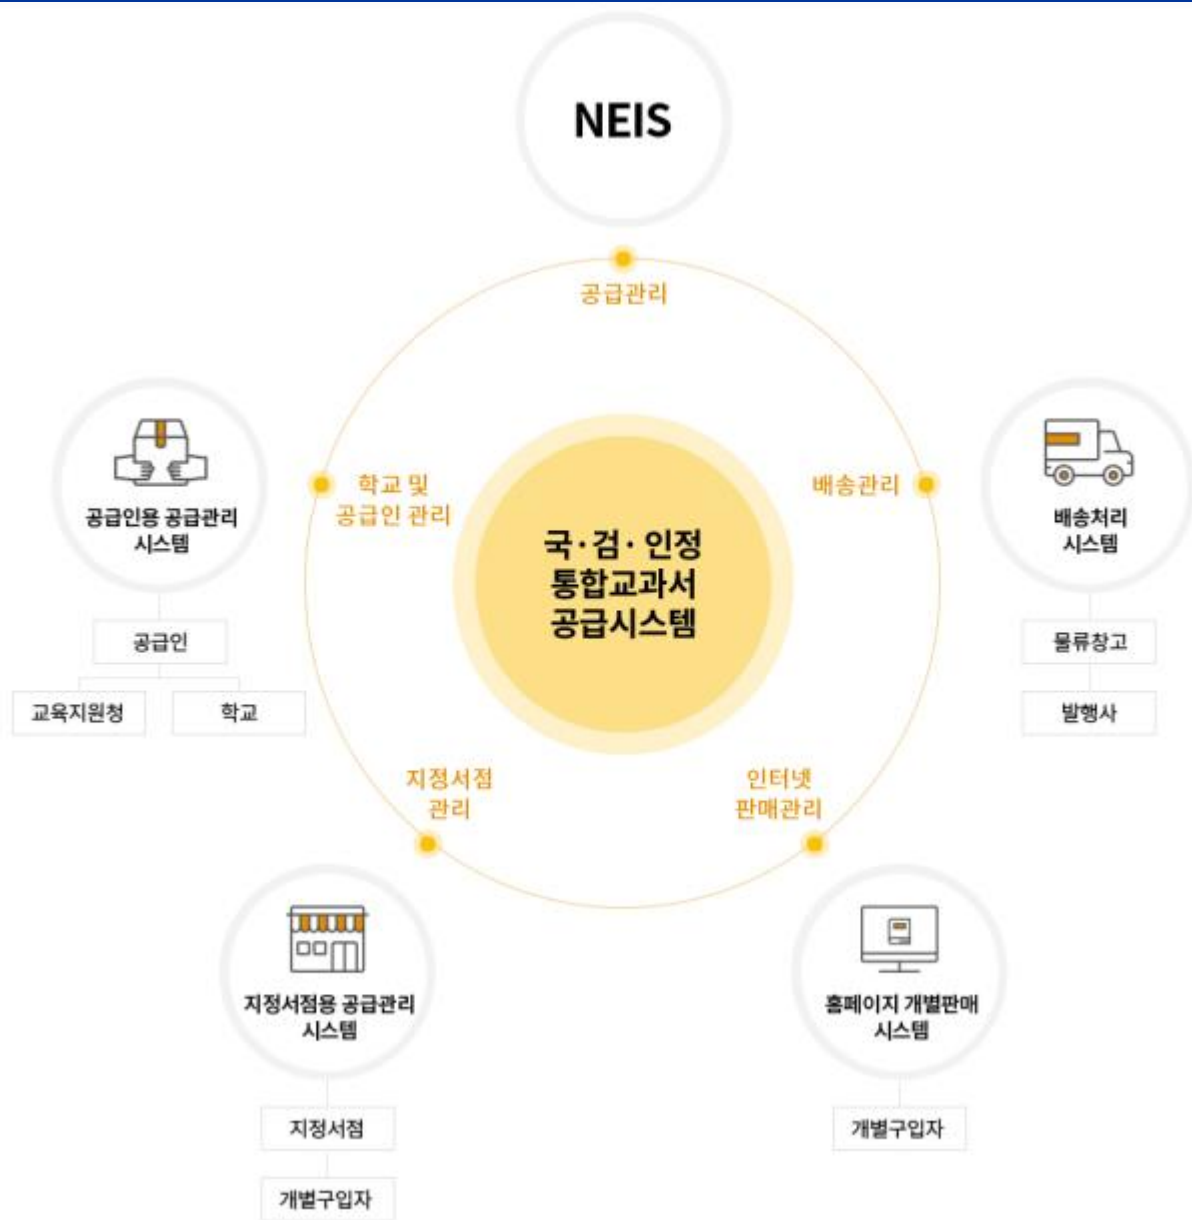 NEIS
공급관리
학교 및
공급인 관리
배송관리
공급인용 공급관리
시스템
공급인
교육지원청
학교
국·검·인정
통합교과서
공급시스템
배송처리
시스템
물류창고
발행사
지정서점
관리
인터넷
판매관리
지정서점용 공급관리
시스템
지정서점
개별구입자
홈페이지 개별판매
시스템
개별구입자